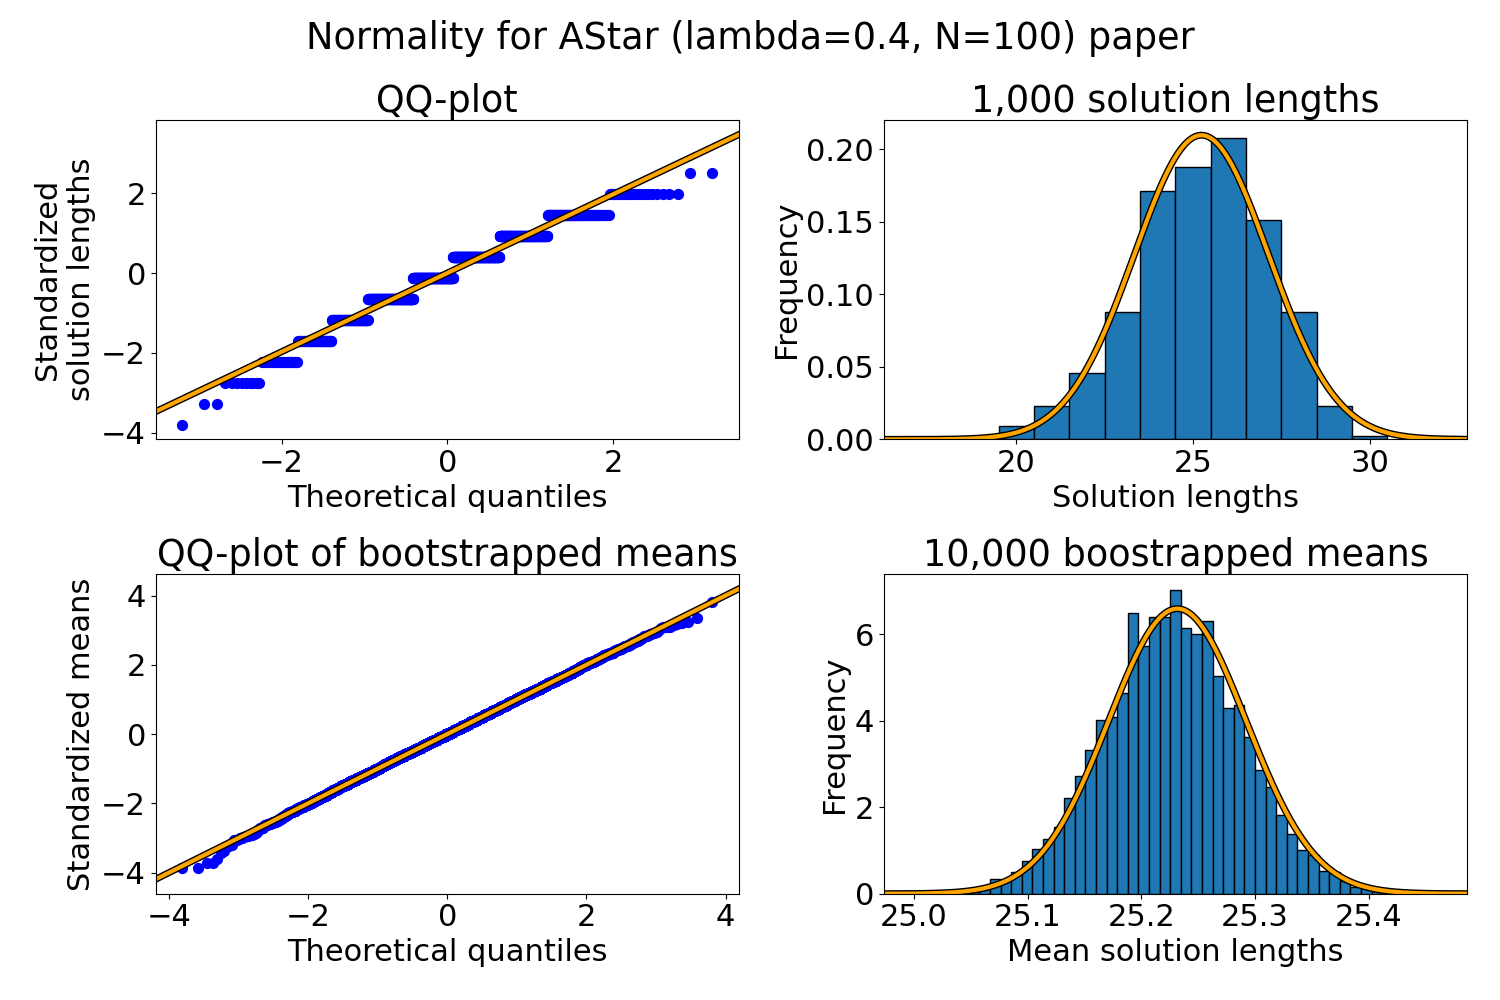 Normality for AStar (lambda=0.4, N=100) paper
QQ-plot
Standardized
solution lengths
2
0
−2
−4
−2
0
2
Theoretical quantiles
1,000 solution lengths
Frequency
0.20
0.15
0.10
0.05
0.00
20
25
30
Solution lengths
QQ-plot of bootstrapped means
Standardized means
4
2
0
−2
−4
−4
−2
0
2
4
Theoretical quantiles
10,000 boostrapped means
Frequency
6
4
2
0
25.0
25.1
25.2
25.3
25.4
Mean solution lengths